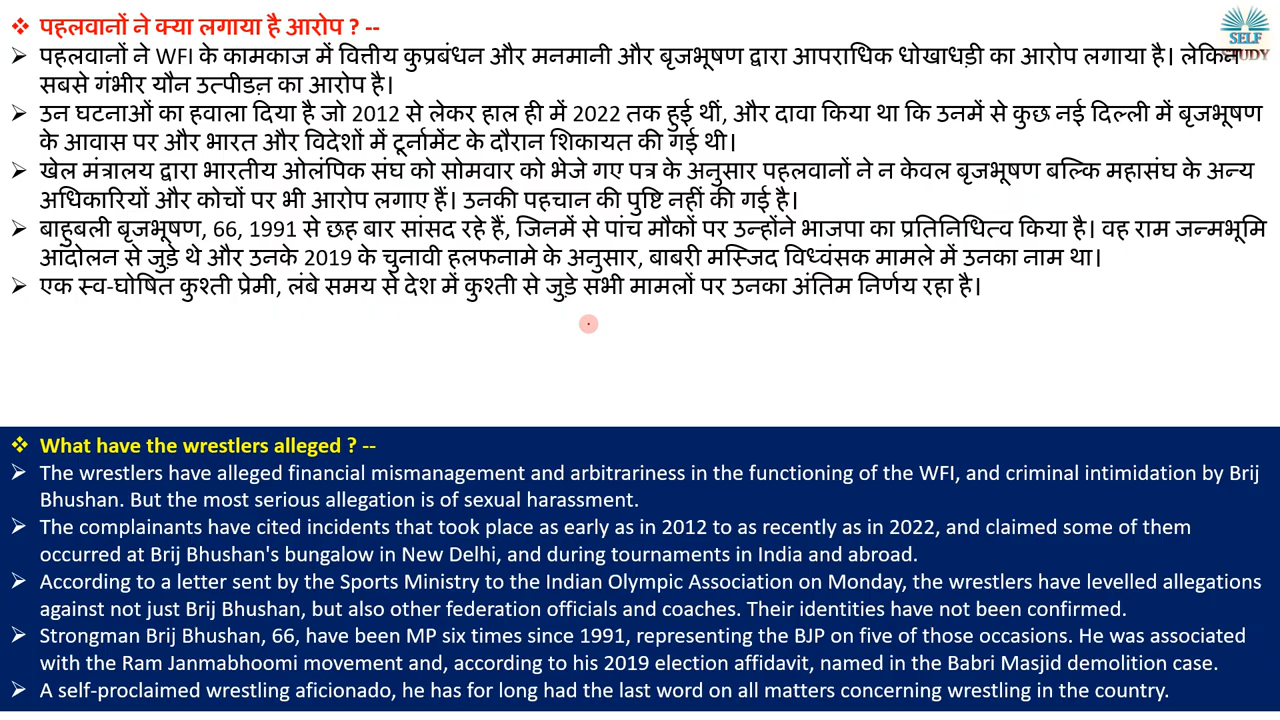 ❖ पहलवानों ने क्या लगाया है आरोप ? --
➢ पहलवानों ने WFI के कामकाज में वित्तीय कुप्रबंधन और मनमानी और बृजभूषण द्वारा आपराधिक धोखाधड़ी का आरोप लगाया है। लेकिन
सबसे गंभीर यौन उत्पीडऩ का आरोप है।
➢ उन घटनाओं का हवाला दिया है जो 2012 से लेकर हाल ही में 2022 तक हुई थीं, और दावा किया था कि उनमें से कुछ नई दिल्ली में बृजभूषण
के आवास पर और भारत और विदेशों में टूर्नामेंट के दौरान शिकायत की गई थी।
➢ खेल मंत्रालय द्वारा भारतीय ओलंपिक संघ को सोमवार को भेजे गए पत्र के अनुसार पहलवानों ने न केवल बृजभूषण बल्कि महासंघ के अन्य
अधिकारियों और कोचों पर भी आरोप लगाए हैं। उनकी पहचान की पुष्टि नहीं की गई है।
➢ बाहुबली बृजभूषण, 66, 1991 से छह बार सांसद रहे हैं, जिनमें से पांच मौकों पर उन्होंने भाजपा का प्रतिनिधित्व किया है। वह राम जन्मभूमि
आंदोलन से जुड़े थे और उनके 2019 के चुनावी हलफनामे के अनुसार, बाबरी मस्जिद विध्वंसक मामले में उनका नाम था।
➢ एक स्व-घोषित कुश्ती प्रेमी, लंबे समय से देश में कुश्ती से जुड़े सभी मामलों पर उनका अंतिम निर्णय रहा है।
SELF
STUDY
❖ What have the wrestlers alleged ? --
➢ The wrestlers have alleged financial mismanagement and arbitrariness in the functioning of the WFI, and criminal intimidation by Brij
Bhushan. But the most serious allegation is of sexual harassment.
➢ The complainants have cited incidents that took place as early as in 2012 to as recently as in 2022, and claimed some of them
occurred at Brij Bhushan's bungalow in New Delhi, and during tournaments in India and abroad.
➢ According to a letter sent by the Sports Ministry to the Indian Olympic Association on Monday, the wrestlers have levelled allegations
against not just Brij Bhushan, but also other federation officials and coaches. Their identities have not been confirmed.
➢ Strongman Brij Bhushan, 66, have been MP six times since 1991, representing the BJP on five of those occasions. He was associated
with the Ram Janmabhoomi movement and, according to his 2019 election affidavit, named in the Babri Masjid demolition case.
➢ A self-proclaimed wrestling aficionado, he has for long had the last word on all matters concerning wrestling in the country.